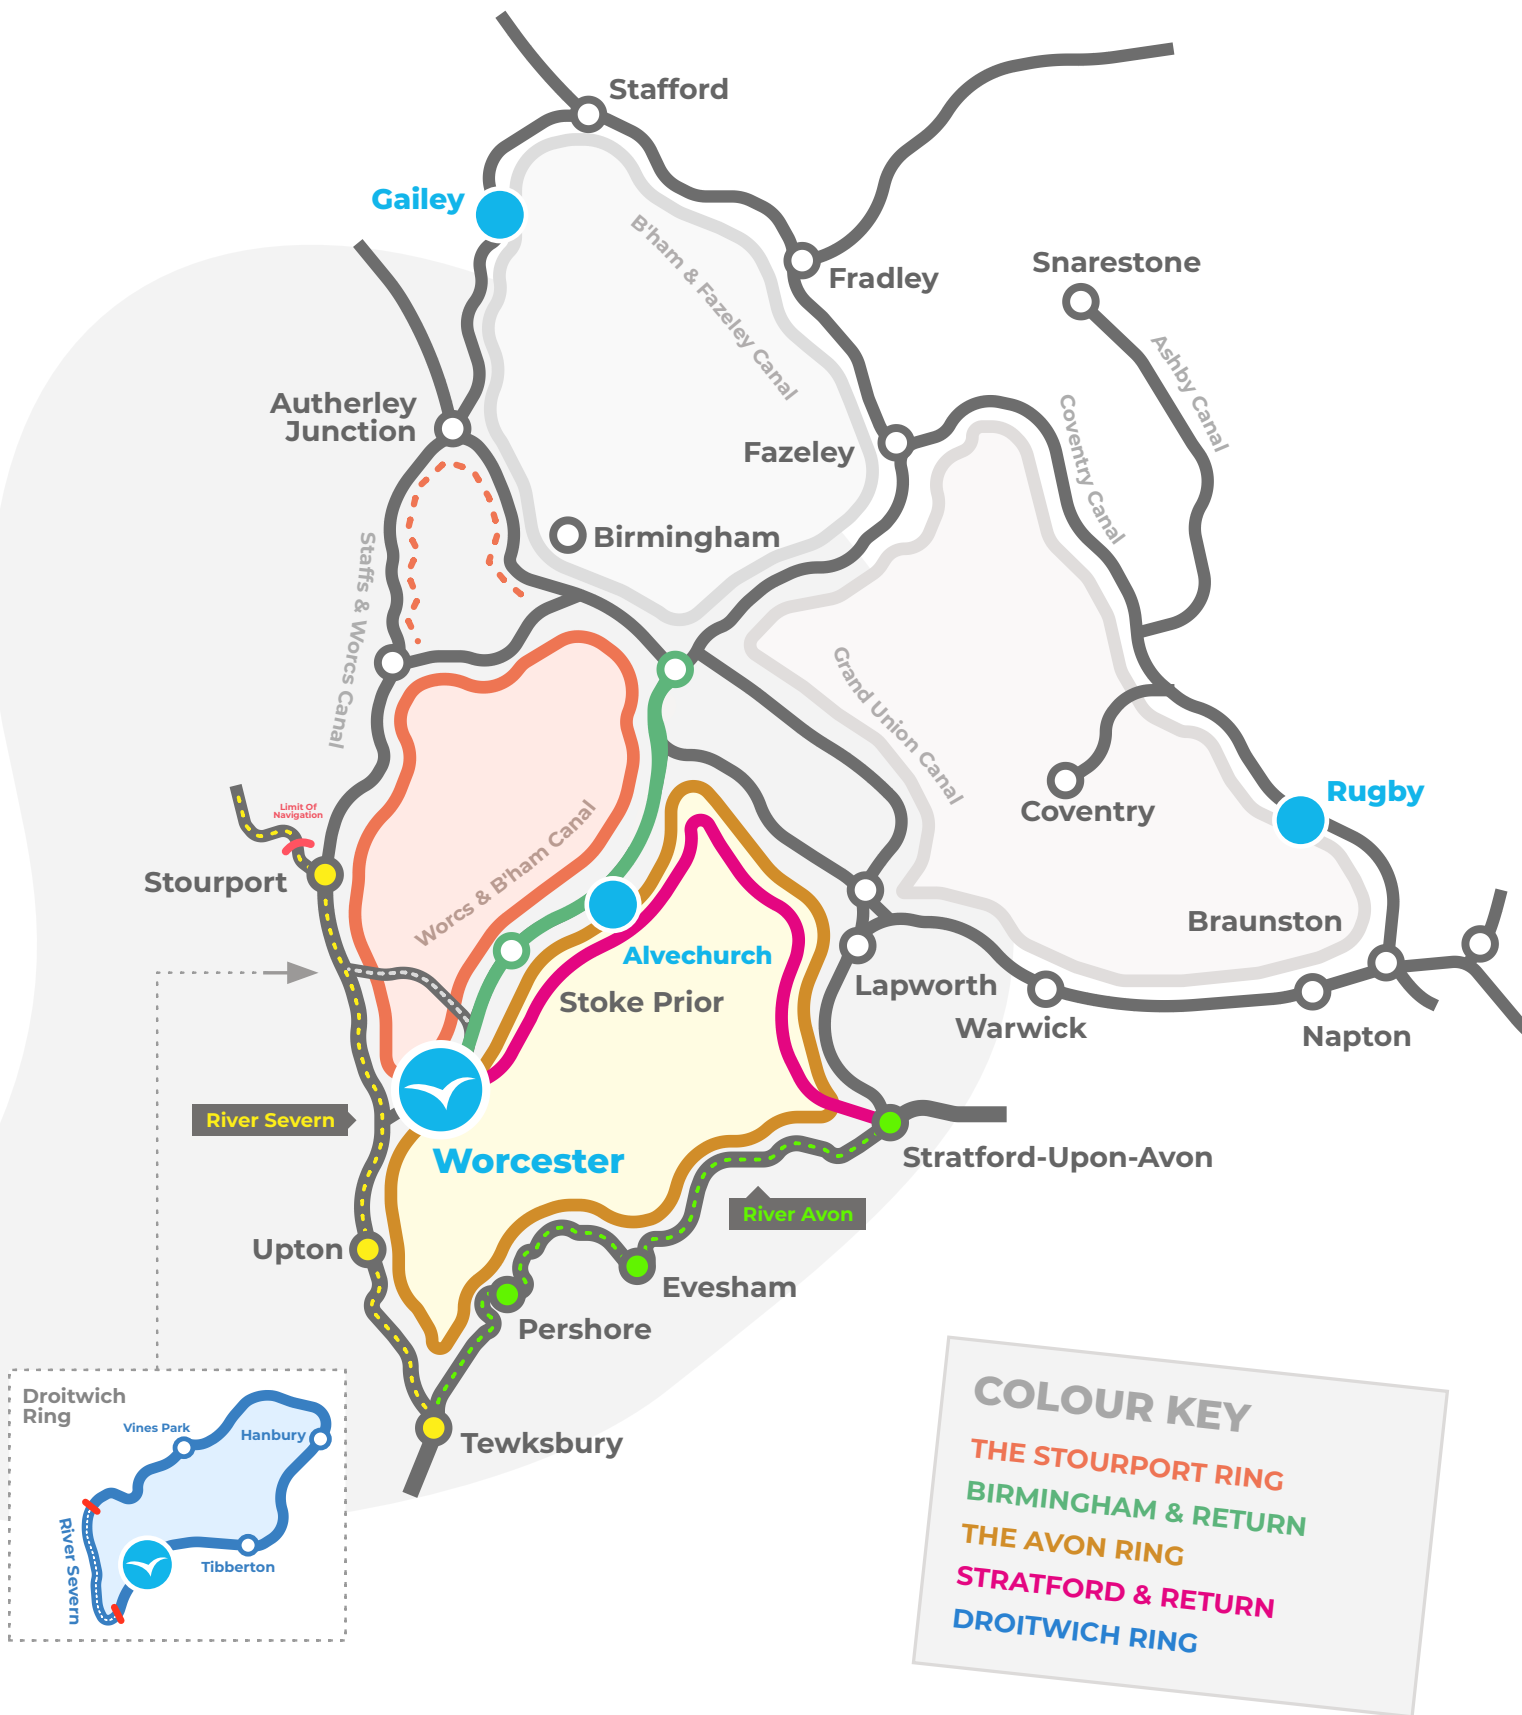 Stafford
Gailey
B'ham & Fazeley Canal
Fradley
Snarestone
Ashby Canal
Autherley
Junction
Coventry Canal
Fazeley
Birmingham
Staffs & Worcs Canal
Grand Union Canal
Limit Of
Navigation
Coventry
Rugby
Worcs & B'ham Canal
Stourport
Braunston
Alvechurch
Lapworth
Stoke Prior
Warwick
Napton
River Severn
Worcester
Stratford-Upon-Avon
River Avon
Upton
Evesham
Pershore
Tewksbury
Droitwich
Ring
Vines Park
Hanbury
River Severn
Tibberton
COLOUR KEY
THE STOURPORT RING
BIRMINGHAM & RETURN
THE AVON RING
STRATFORD & RETURN
DROITWICH RING